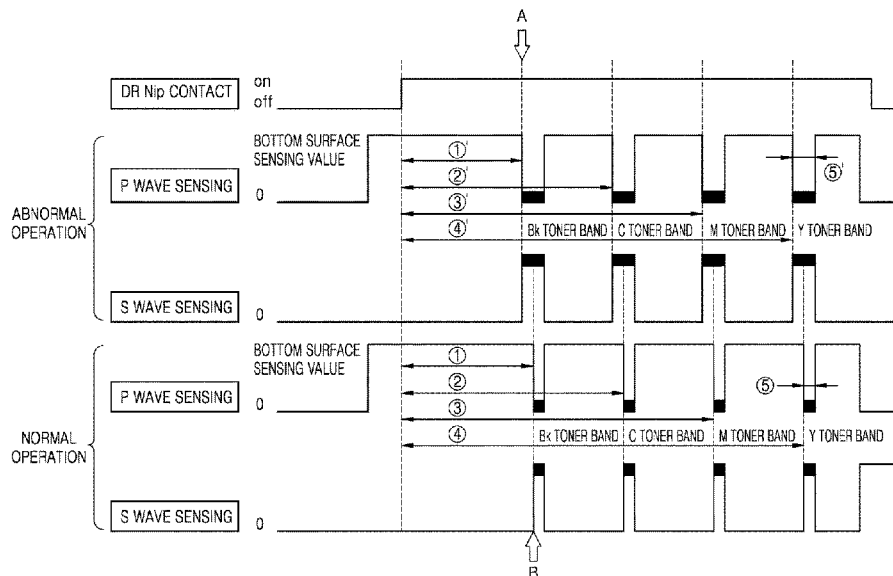 A
DR Nip CONTACT
on
off
BOTTOM SURFACE
SENSING VALUE
①'
P WAVE SENSING
②'
⑤'
0
③'
ABNORMAL
OPERATION
④'
Bk TONER BAND
C TONER BAND
M TONER BAND
Y TONER BAND
S WAVE SENSING
0
BOTTOM SURFACE
SENSING VALUE
①
P WAVE SENSING
②
⑤
0
③
NORMAL
OPERATION
④
Bk TONER BAND
C TONER BAND
M TONER BAND
Y TONER BAND
S WAVE SENSING
0
B